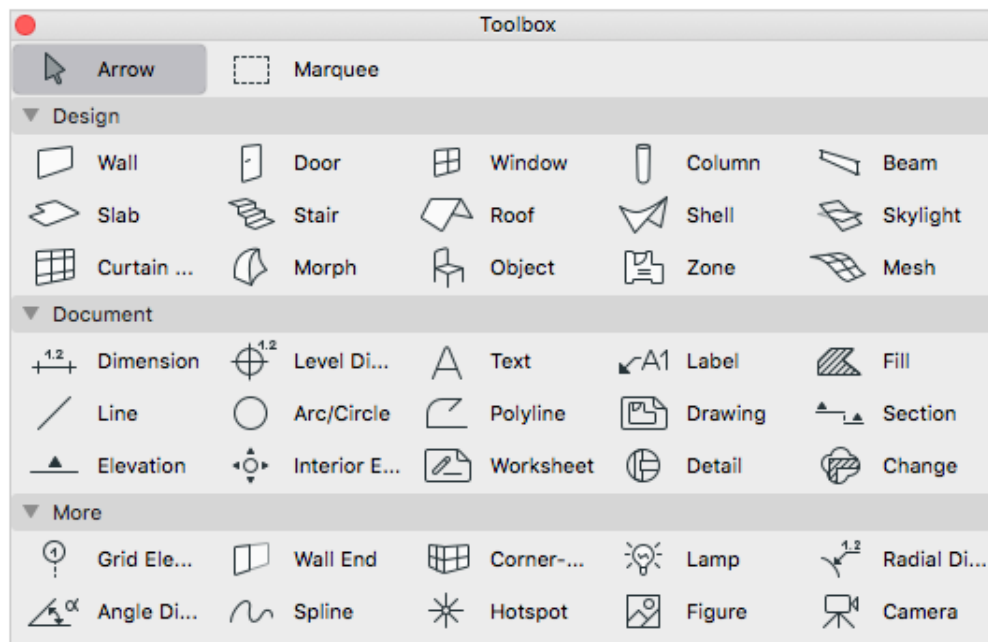 Toolbox
Arrow Marquee
Design
Wall Door Window Column Beam
Slab Stair Roof Shell Skylight
Curtain ... Morph Object Zone Mesh
Document
1.2 Dimension 1.2 Level Di... A Text A1 Label Fill
Line Arc/Circle Polyline Drawing Section
Elevation Interior E... Worksheet Detail Change
More
1 Grid Ele... Wall End Corner-... Lamp 1.2 Radial Di...
α Angle Di... Spline Hotspot Figure Camera